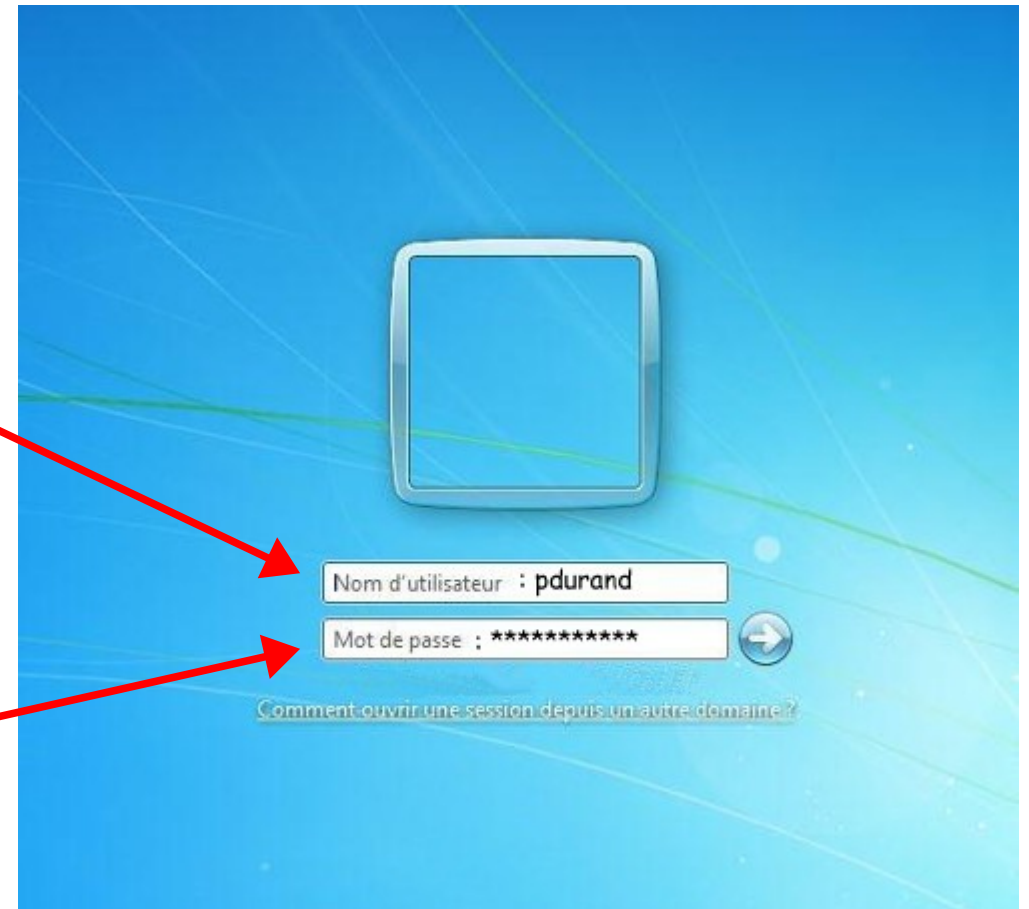 Nom d'utilisateur : pdurand
Mot de passe : ***********
Comment ouvrir une session depuis un autre domaine ?